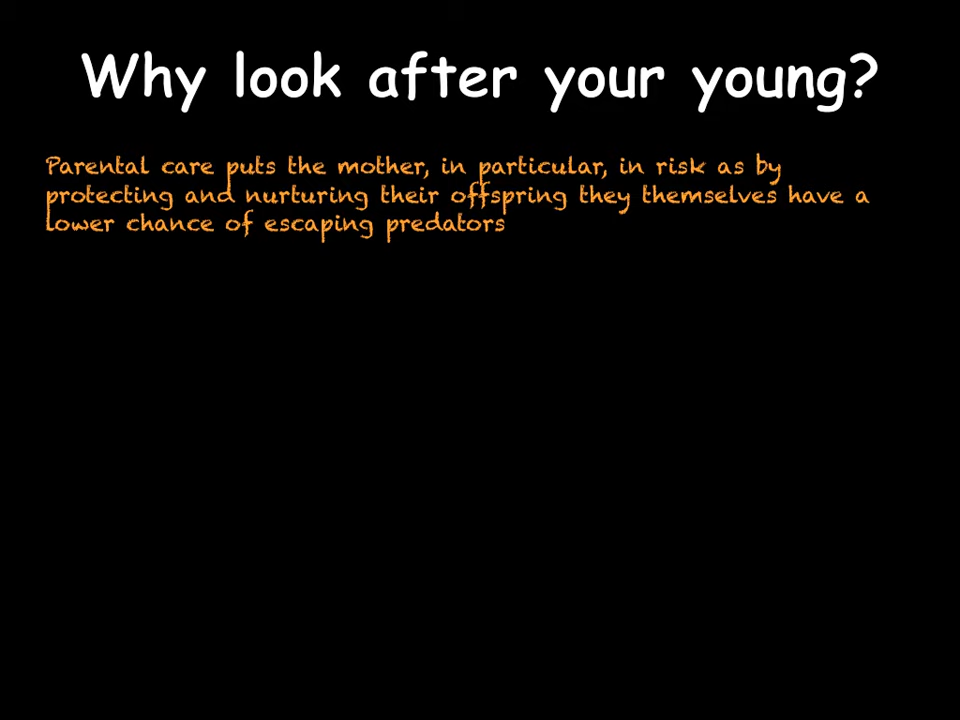 Why look after your young?
Parental care puts the mother, in particular, in risk as by
protecting and nurturing their offspring they themselves have a
lower chance of escaping predators